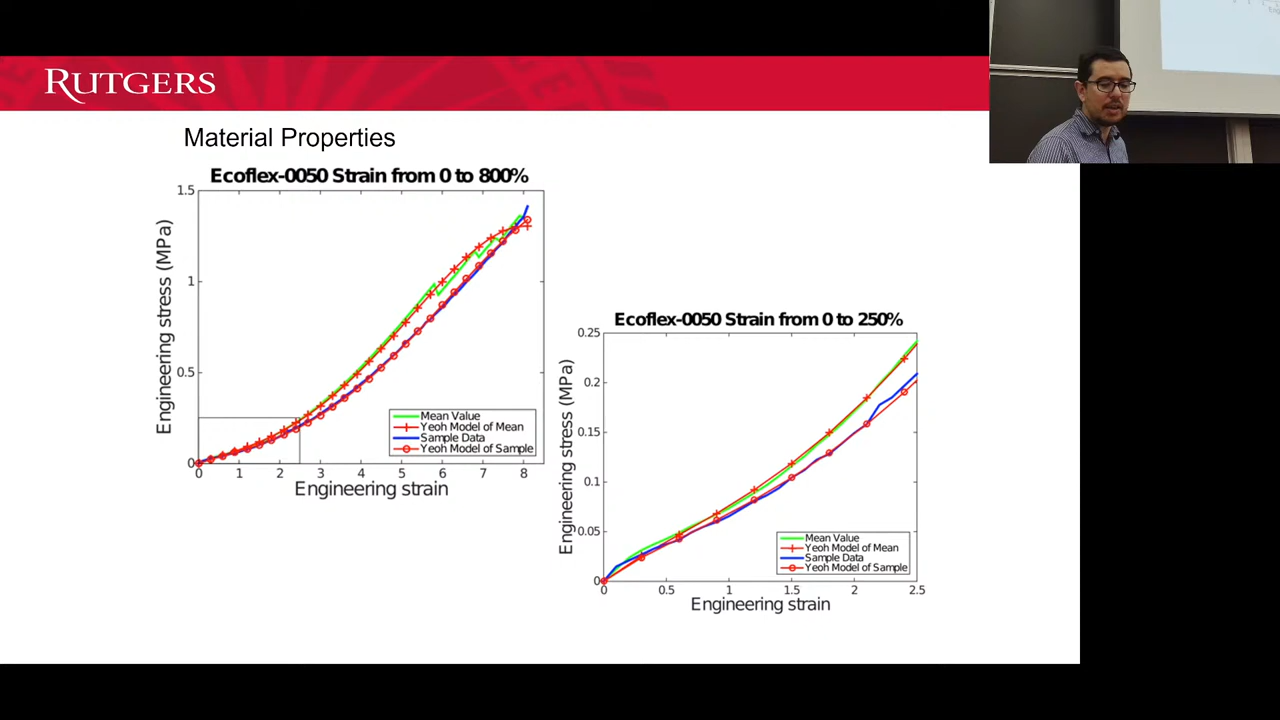 RUTGERS
Material Properties
Ecoflex-0050 Strain from 0 to 800%
Engineering stress (MPa)
1.5
1
0.5
0
0 1 2 3 4 5 6 7 8
Engineering strain
Mean Value
Yeoh Model of Mean
Sample Data
Yeoh Model of Sample
Ecoflex-0050 Strain from 0 to 250%
Engineering stress (MPa)
0.25
0.2
0.15
0.1
0.05
0
0 0.5 1 1.5 2 2.5
Engineering strain
Mean Value
Yeoh Model of Mean
Sample Data
Yeoh Model of Sample